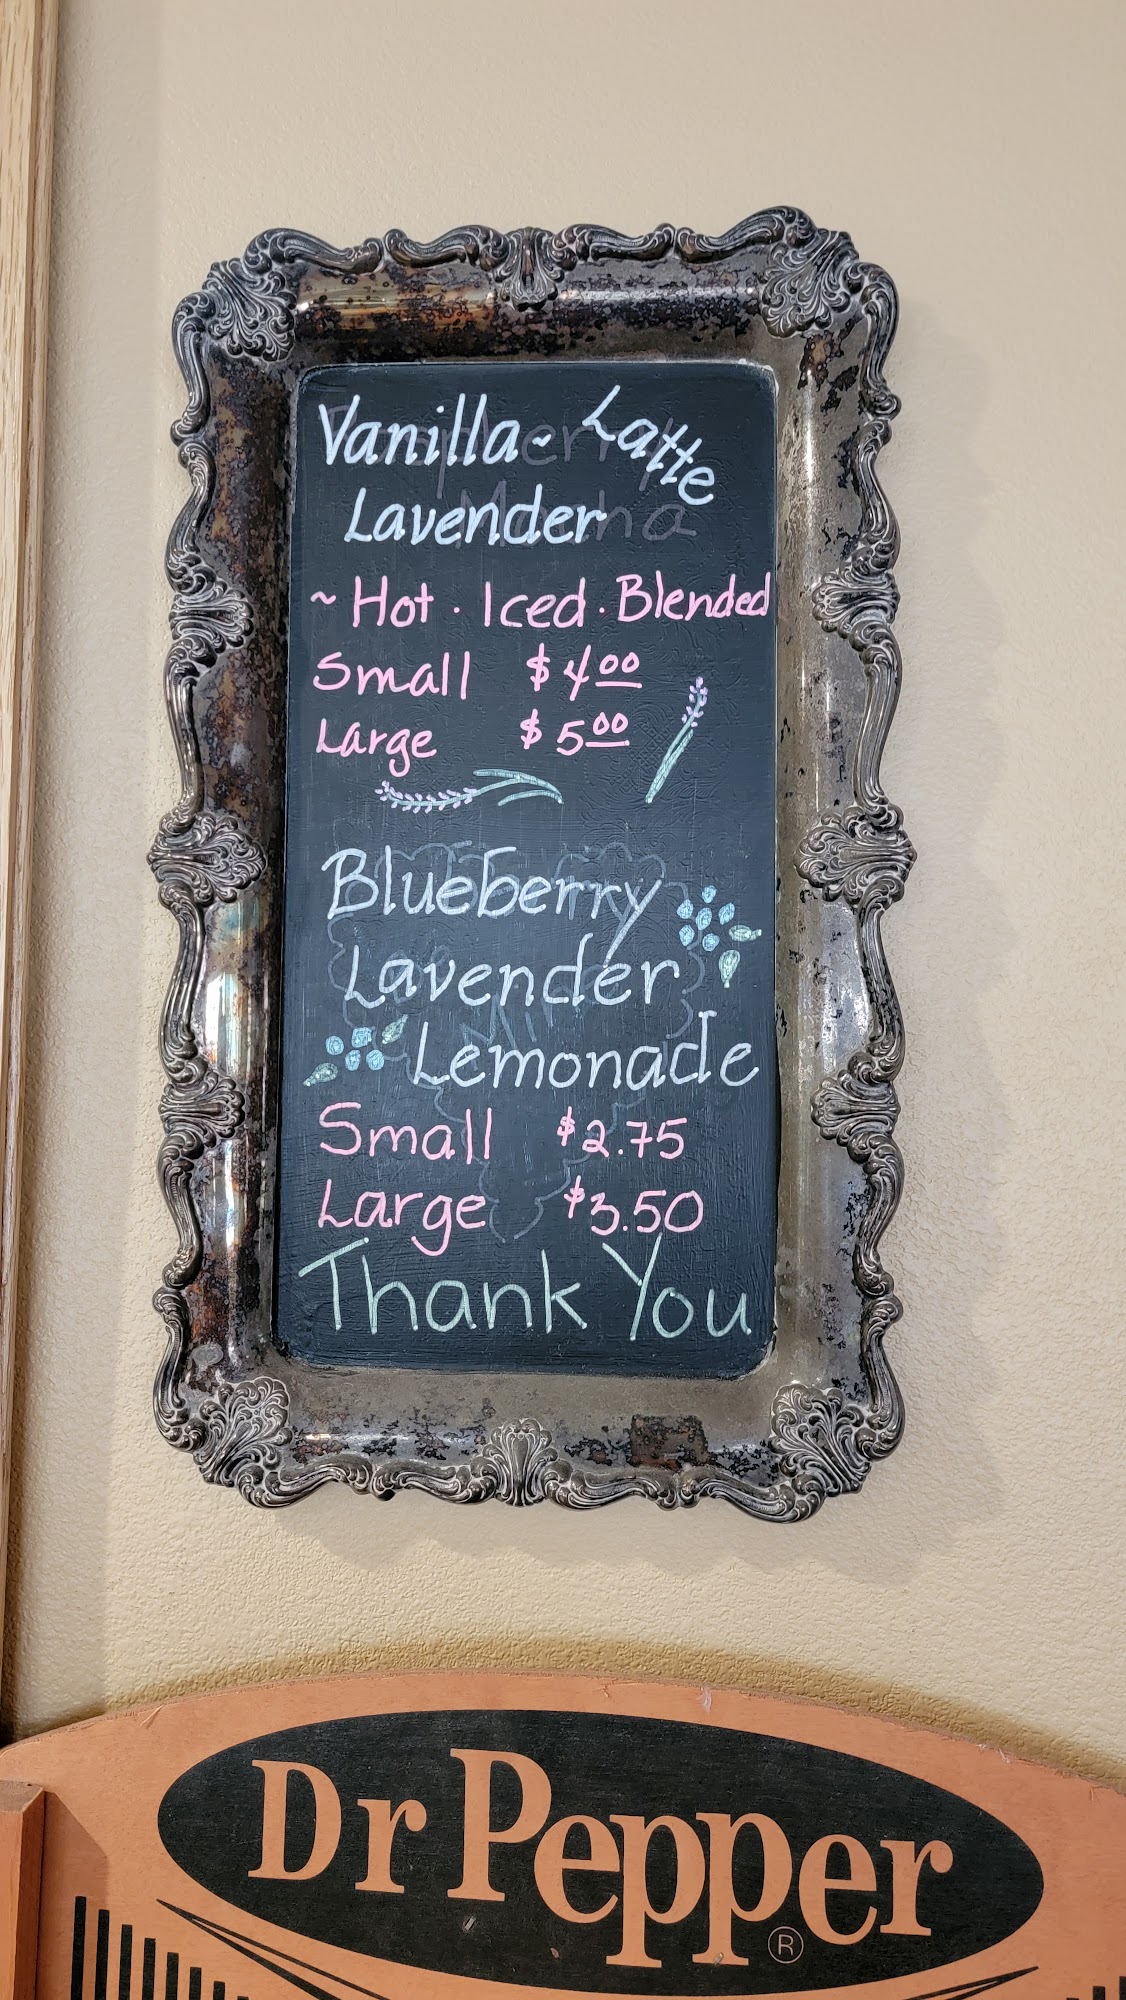 Vanilla~ Latte
Lavender
~ Hot · Iced · Blended
Small $4.00
Large $5.00
Blueberry
Lavender
Lemonade
Small $2.75
Large $3.50
Thank You
Dr Pepper
®